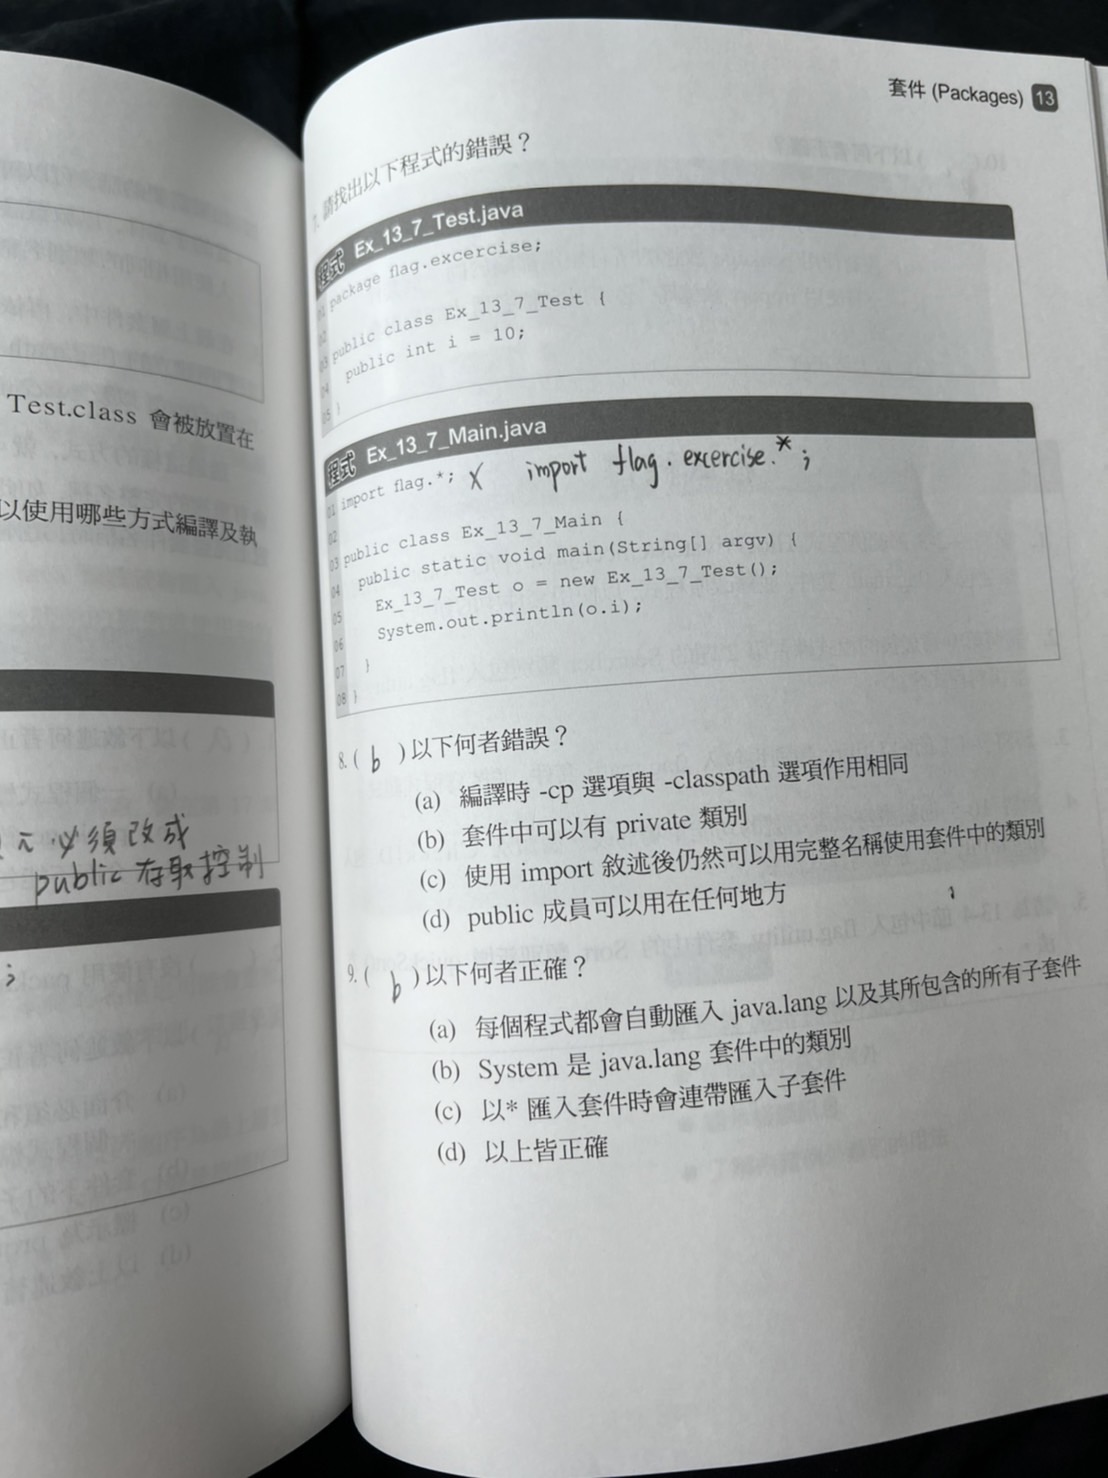 Test.class 會被放置在
以使用哪些方式編譯及執
必須改成
public 存取控制
;
套件 (Packages) 13
請找出以下程式的錯誤？
程式 Ex_13_7_Test.java
01 package flag.excercise;
02
03 public class Ex_13_7_Test {
04 public int i = 10;
05 }
程式 Ex_13_7_Main.java
01 import flag.*; X import flag.excercise.*;
02
03 public class Ex_13_7_Main {
04 public static void main(String[] argv) {
05 Ex_13_7_Test o = new Ex_13_7_Test();
06 System.out.println(o.i);
07 }
08 }
8. ( b ) 以下何者錯誤？
(a) 編譯時 -cp 選項與 -classpath 選項作用相同
(b) 套件中可以有 private 類別
(c) 使用 import 敘述後仍然可以用完整名稱使用套件中的類別
(d) public 成員可以用在任何地方
9. ( b ) 以下何者正確？
(a) 每個程式都會自動匯入 java.lang 以及其所包含的所有子套件
(b) System 是 java.lang 套件中的類別
(c) 以* 匯入套件時會連帶匯入子套件
(d) 以上皆正確